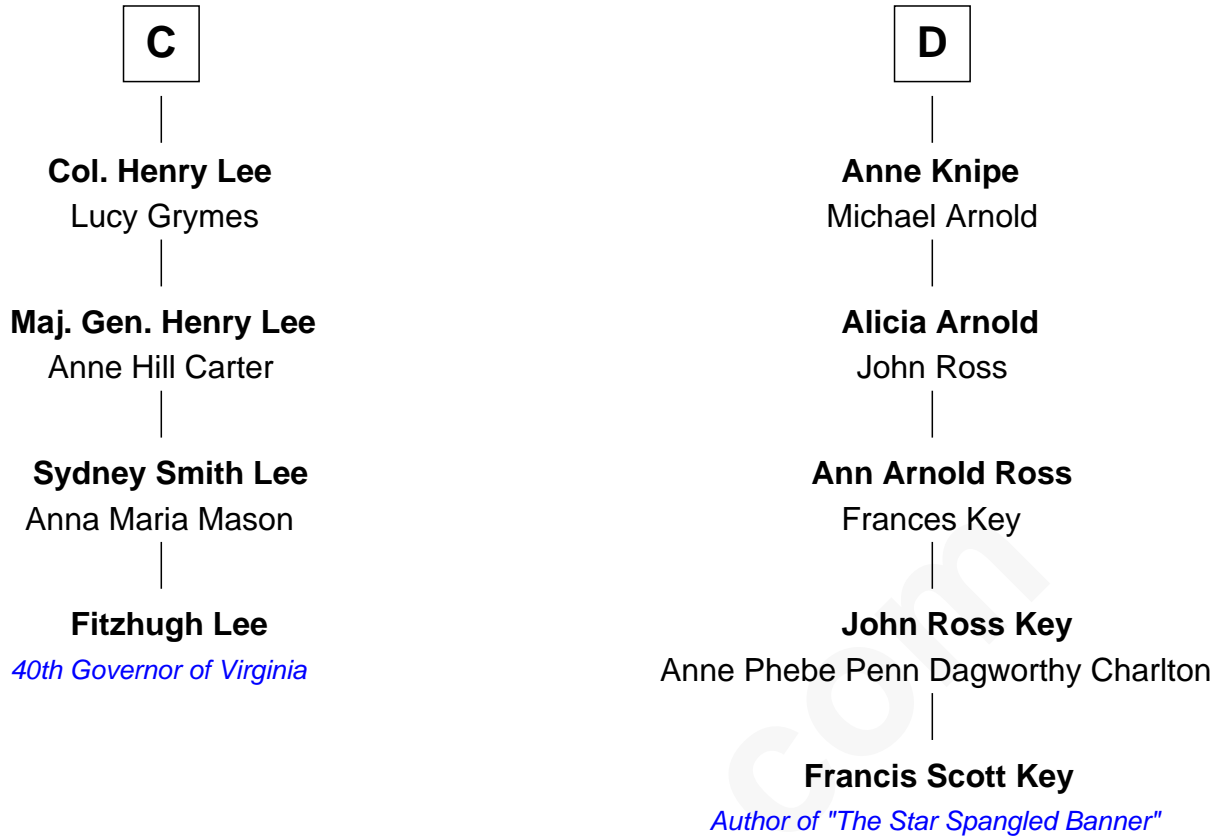 C
Col. Henry Lee
Lucy Grymes
Maj. Gen. Henry Lee
Anne Hill Carter
Sydney Smith Lee
Anna Maria Mason
Fitzhugh Lee
40th Governor of Virginia
D
Anne Knipe
Michael Arnold
Alicia Arnold
John Ross
Ann Arnold Ross
Frances Key
John Ross Key
Anne Phebe Penn Dagworthy Charlton
Francis Scott Key
Author of "The Star Spangled Banner"
com